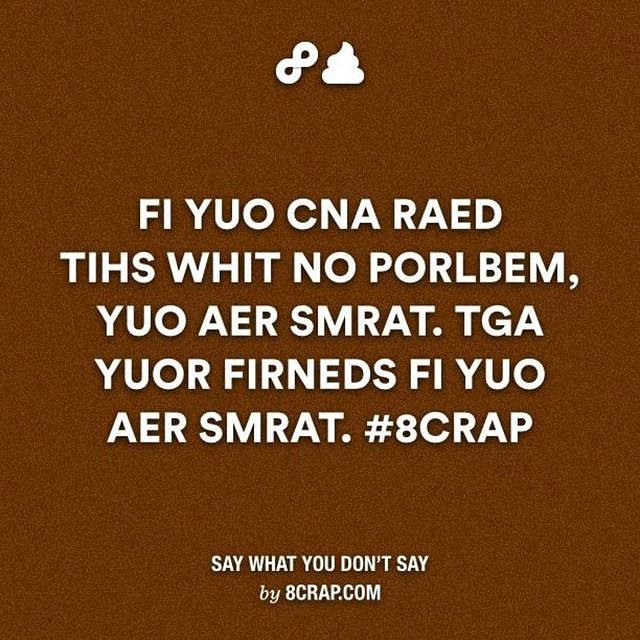 FI YUO CNA RAED
TIHS WHIT NO PORLBEM,
YUO AER SMRAT. TGA
YUOR FIRNEDS FI YUO
AER SMRAT. #8CRAP
SAY WHAT YOU DON'T SAY
by 8CRAP.COM